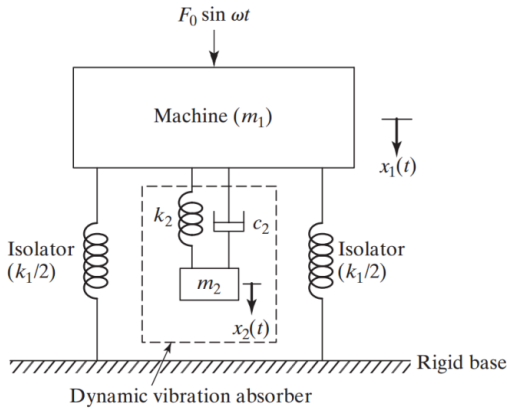 F₀ sin ωt
Machine (m₁)
x₁(t)
k₂
c₂
Isolator
(k₁/2)
Isolator
(k₁/2)
m₂
x₂(t)
Rigid base
Dynamic vibration absorber